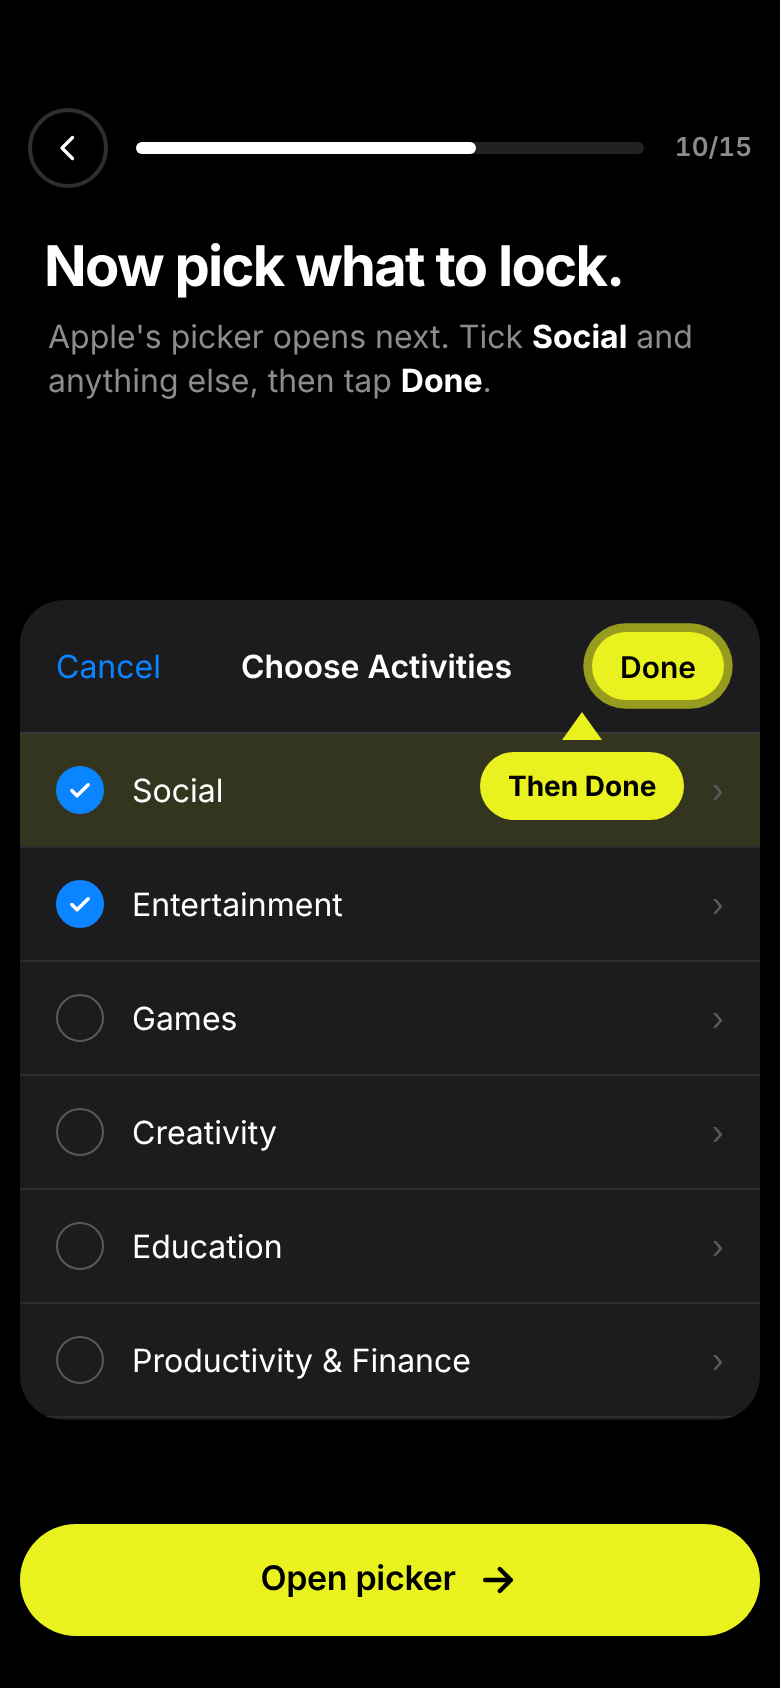 10/15
Now pick what to lock.
Apple's picker opens next. Tick Social and
anything else, then tap Done.
Cancel
Choose Activities
Done
Social
Then Done
Entertainment
Games
Creativity
Education
Productivity & Finance
Open picker